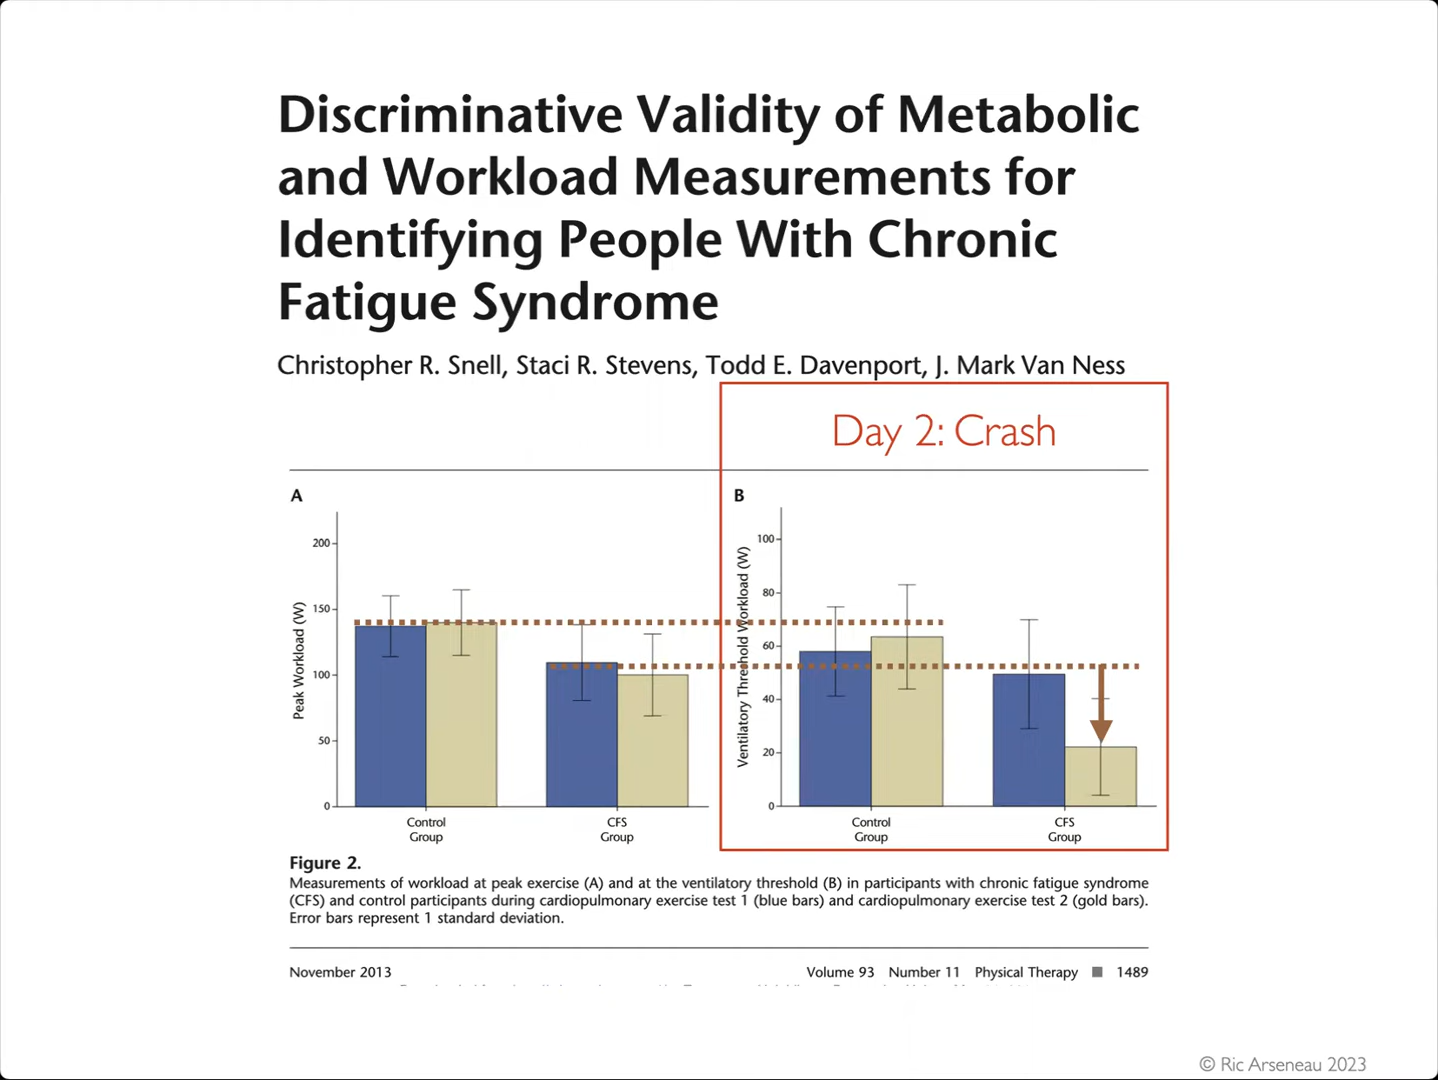 Discriminative Validity of Metabolic
and Workload Measurements for
Identifying People With Chronic
Fatigue Syndrome
Christopher R. Snell, Staci R. Stevens, Todd E. Davenport, J. Mark Van Ness
Day 2: Crash
A
Peak Workload (W)
200
150
100
50
0
Control
Group
CFS
Group
B
Ventilatory Threshold Workload (W)
100
80
60
40
20
0
Control
Group
CFS
Group
Figure 2.
Measurements of workload at peak exercise (A) and at the ventilatory threshold (B) in participants with chronic fatigue syndrome
(CFS) and control participants during cardiopulmonary exercise test 1 (blue bars) and cardiopulmonary exercise test 2 (gold bars).
Error bars represent 1 standard deviation.
November 2013
Volume 93 Number 11 Physical Therapy ■ 1489
© Ric Arseneau 2023